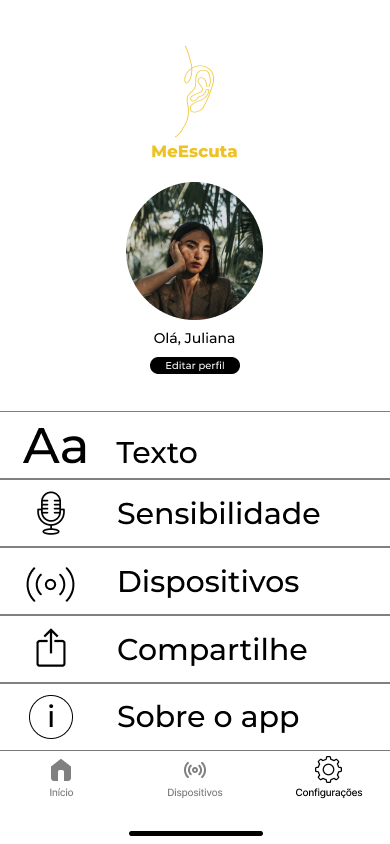 MeEscuta
Olá, Juliana
Editar perfil
Aa Texto
Sensibilidade
Dispositivos
Compartilhe
i Sobre o app
Início Dispositivos Configurações